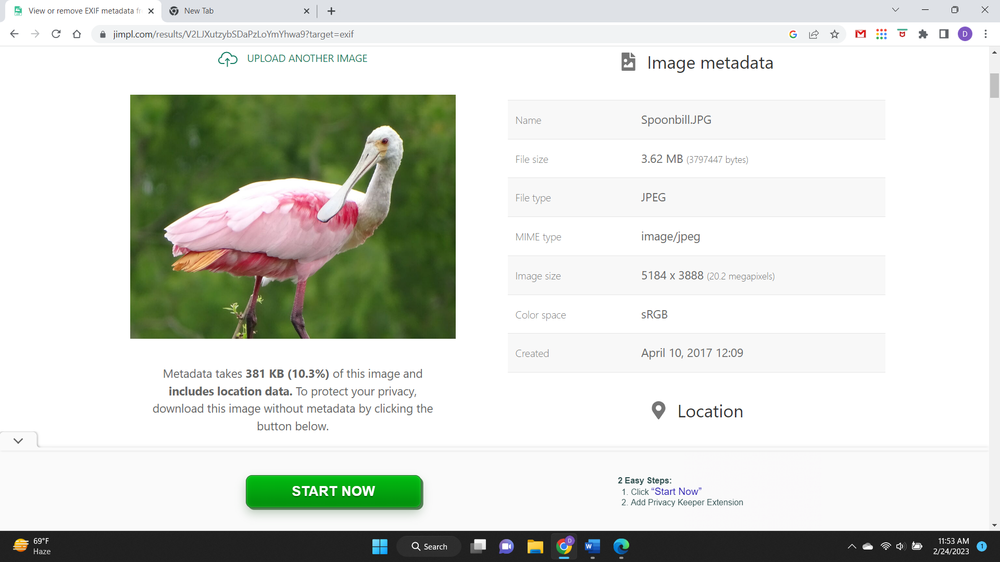 View or remove EXIF metadata fr
New Tab
jimpl.com/results/V2LJXutzybSDaPzLoYmYhwa9?target=exif
D
UPLOAD ANOTHER IMAGE
Metadata takes 381 KB (10.3%) of this image and
includes location data. To protect your privacy,
download this image without metadata by clicking the
button below.
Image metadata
Name Spoonbill.JPG
File size 3.62 MB (3797447 bytes)
File type JPEG
MIME type image/jpeg
Image size 5184 x 3888 (20.2 megapixels)
Color space sRGB
Created April 10, 2017 12:09
Location
START NOW
2 Easy Steps:
1. Click “Start Now”
2. Add Privacy Keeper Extension
69°F
Haze
Search
D
W
11:53 AM
2/24/2023
1